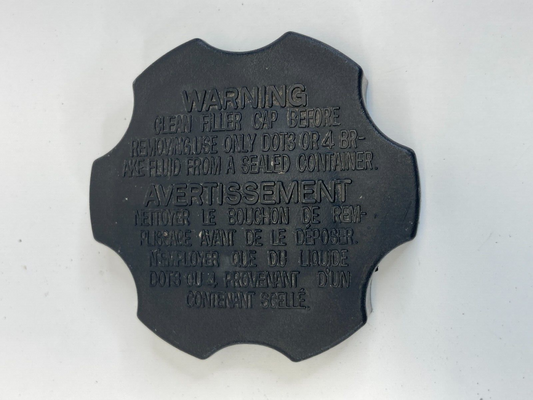 WARNING
CLEAN FILLER CAP BEFORE
REMOVING.USE ONLY DOT3 OR 4 BR-
AKE FLUID FROM A SEALED CONTAINER.
AVERTISSEMENT
NETTOYER LE BOUCHON DE REM-
PLISSAGE AVANT DE LE DÉPOSER.
N'EMPLOYER QUE DU LIQUIDE
DOT3 OU 4 PROVENANT D'UN
CONTENANT SCELLÉ.